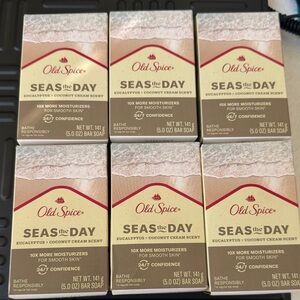 Old Spice
SEAS the DAY
EUCALYPTUS + COCONUT CREAM SCENT
10X MORE MOISTURIZERS
FOR SMOOTH SKIN*
24/7 CONFIDENCE
BATHE
RESPONSIBLY
NET WT. 141 g
(5.0 OZ) BAR SOAP
Old Spice
SEAS the DAY
EUCALYPTUS + COCONUT CREAM SCENT
10X MORE MOISTURIZERS
FOR SMOOTH SKIN*
24/7 CONFIDENCE
BATHE
RESPONSIBLY
NET WT. 141 g
(5.0 OZ) BAR SOAP
Old Spice
SEAS the DAY
EUCALYPTUS + COCONUT CREAM SCENT
10X MORE MOISTURIZERS
FOR SMOOTH SKIN*
24/7 CONFIDENCE
BATHE
RESPONSIBLY
NET WT. 141 g
(5.0 OZ) BAR SOAP
Old Spice
SEAS the DAY
EUCALYPTUS + COCONUT CREAM SCENT
10X MORE MOISTURIZERS
FOR SMOOTH SKIN*
24/7 CONFIDENCE
BATHE
RESPONSIBLY
NET WT. 141 g
(5.0 OZ) BAR SOAP
Old Spice
SEAS the DAY
EUCALYPTUS + COCONUT CREAM SCENT
10X MORE MOISTURIZERS
FOR SMOOTH SKIN*
24/7 CONFIDENCE
BATHE
RESPONSIBLY
NET WT. 141 g
(5.0 OZ) BAR SOAP
Old Spice
SEAS the DAY
EUCALYPTUS + COCONUT CREAM SCENT
10X MORE MOISTURIZERS
FOR SMOOTH SKIN*
24/7 CONFIDENCE
BATHE
RESPONSIBLY
NET WT. 141 g
(5.0 OZ) BAR SOAP